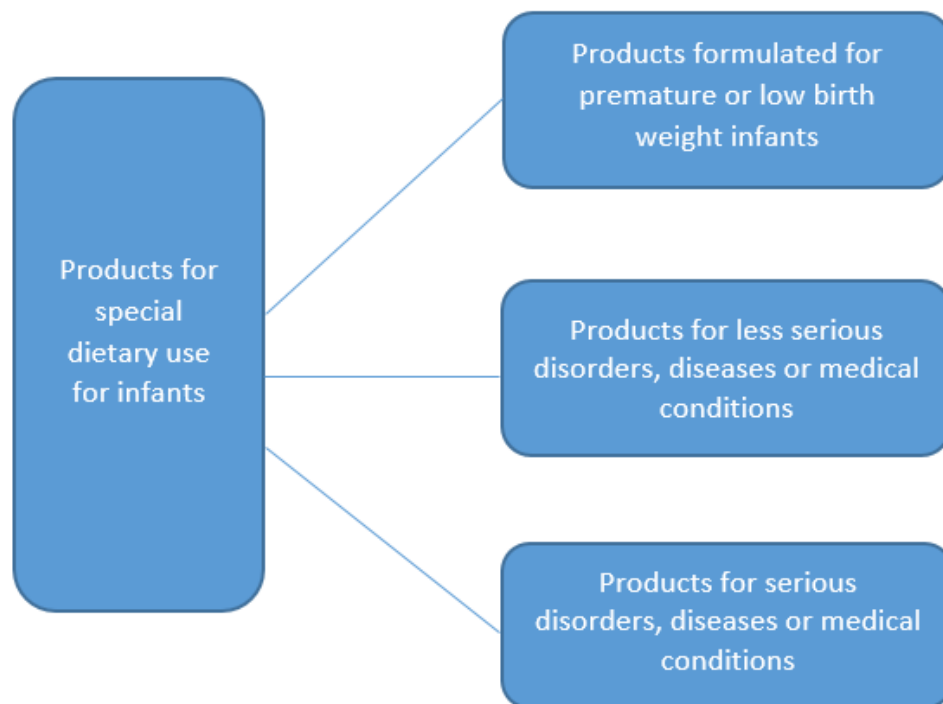 Products for
special
dietary use
for infants
Products formulated for
premature or low birth
weight infants
Products for less serious
disorders, diseases or medical
conditions
Products for serious
disorders, diseases or medical
conditions